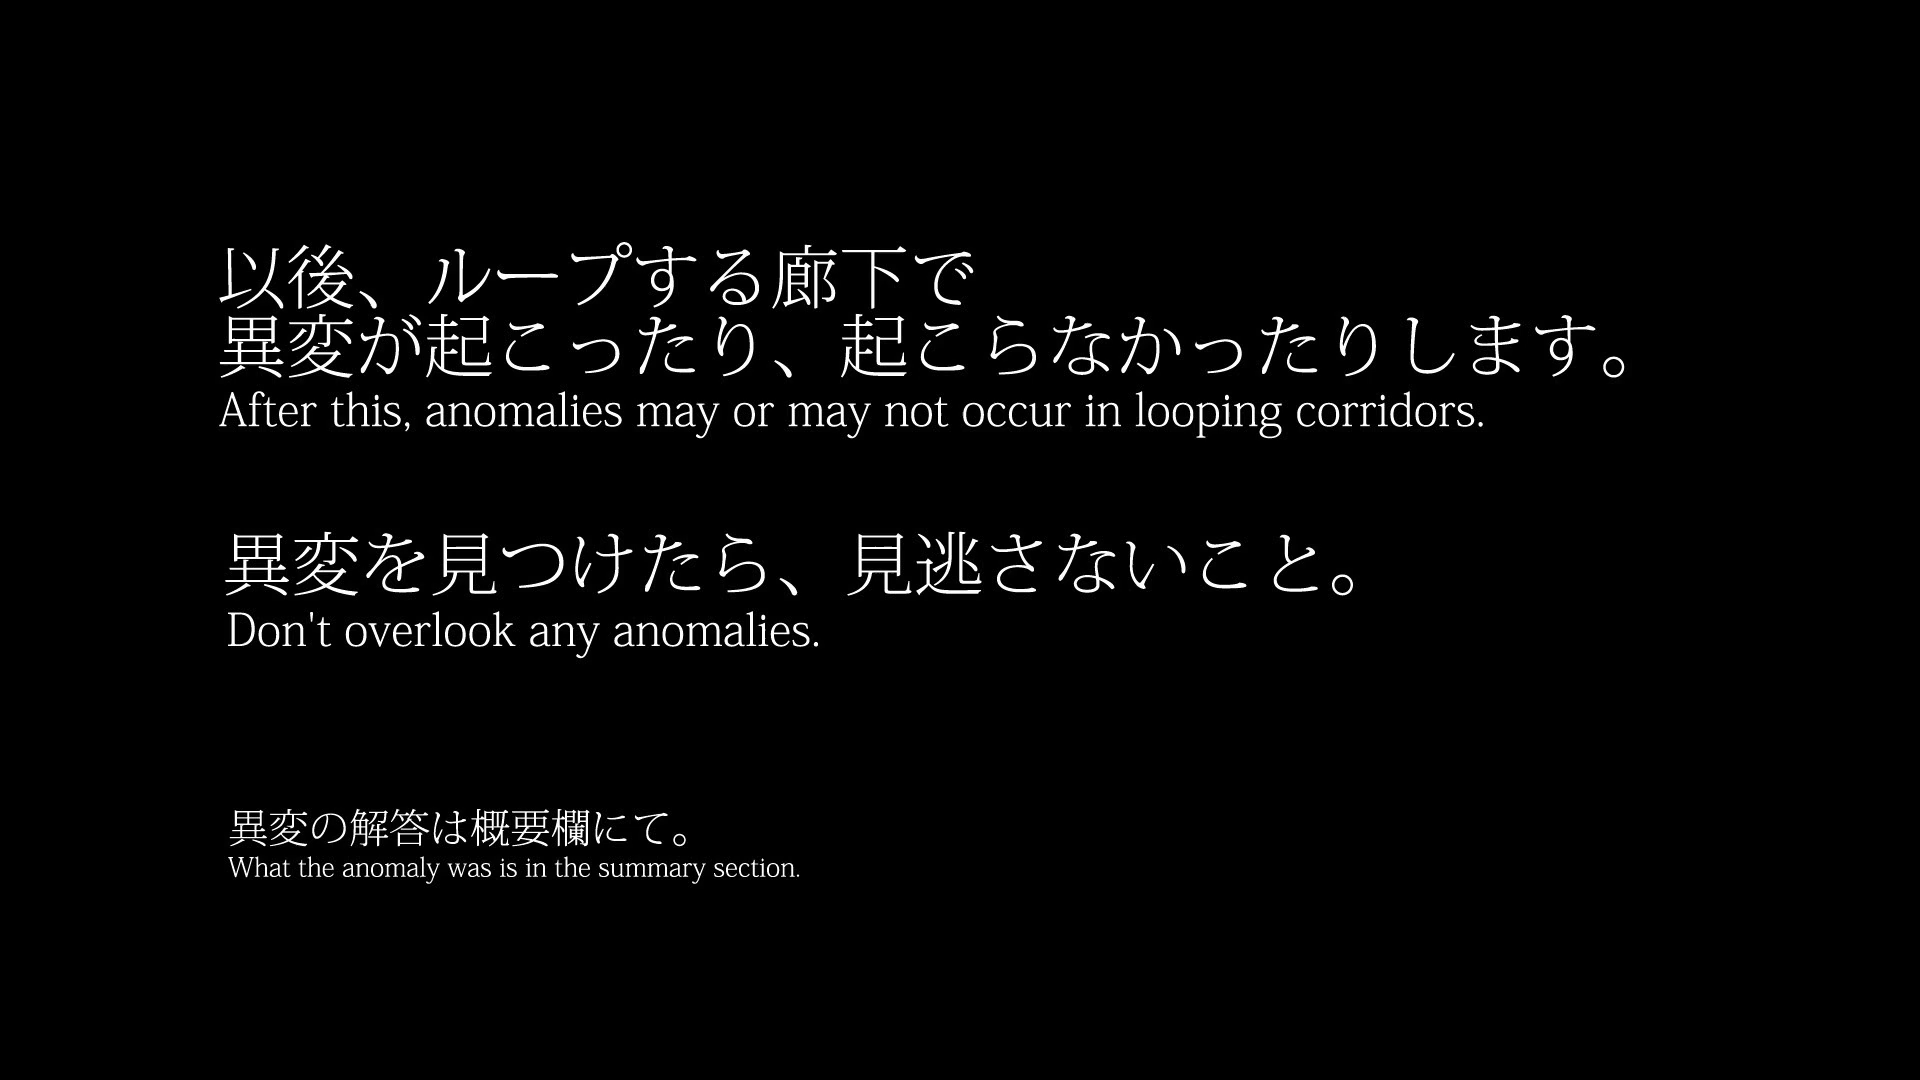 以後、ループする廊下で
異変が起こったり、起こらなかったりします。
After this, anomalies may or may not occur in looping corridors.
異変を見つけたら、見逃さないこと。
Don't overlook any anomalies.
異変の解答は概要欄にて。
What the anomaly was is in the summary section.